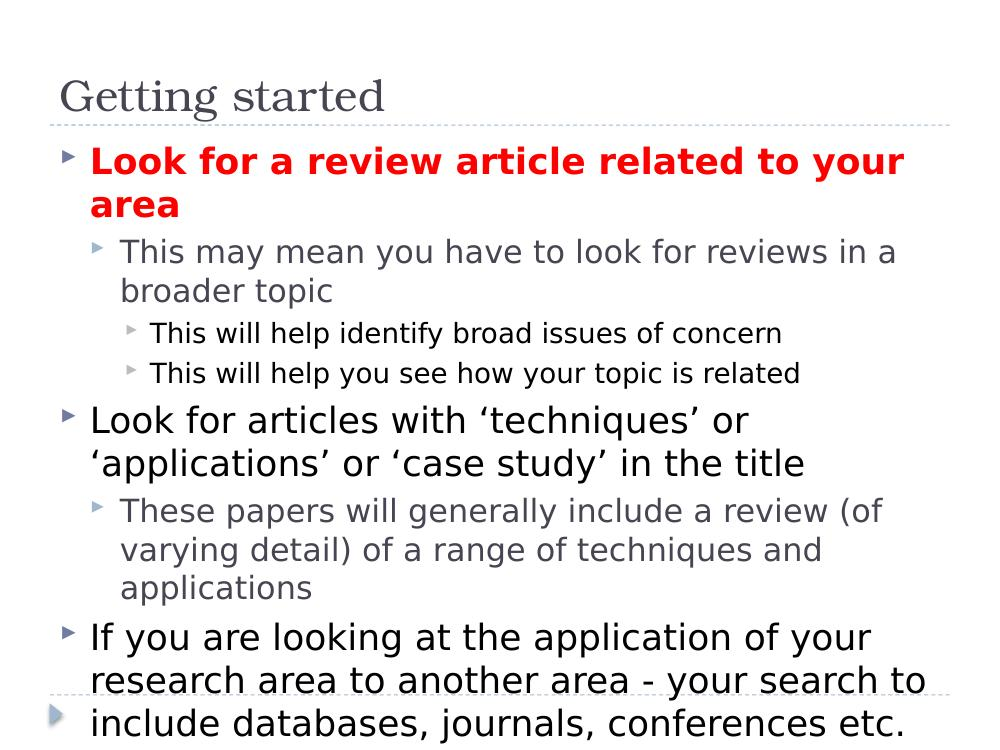 Getting started
Look for a review article related to your
area
This may mean you have to look for reviews in a
broader topic
This will help identify broad issues of concern
This will help you see how your topic is related
Look for articles with ‘techniques’ or
‘applications’ or ‘case study’ in the title
These papers will generally include a review (of
varying detail) of a range of techniques and
applications
If you are looking at the application of your
research area to another area - your search to
include databases, journals, conferences etc.